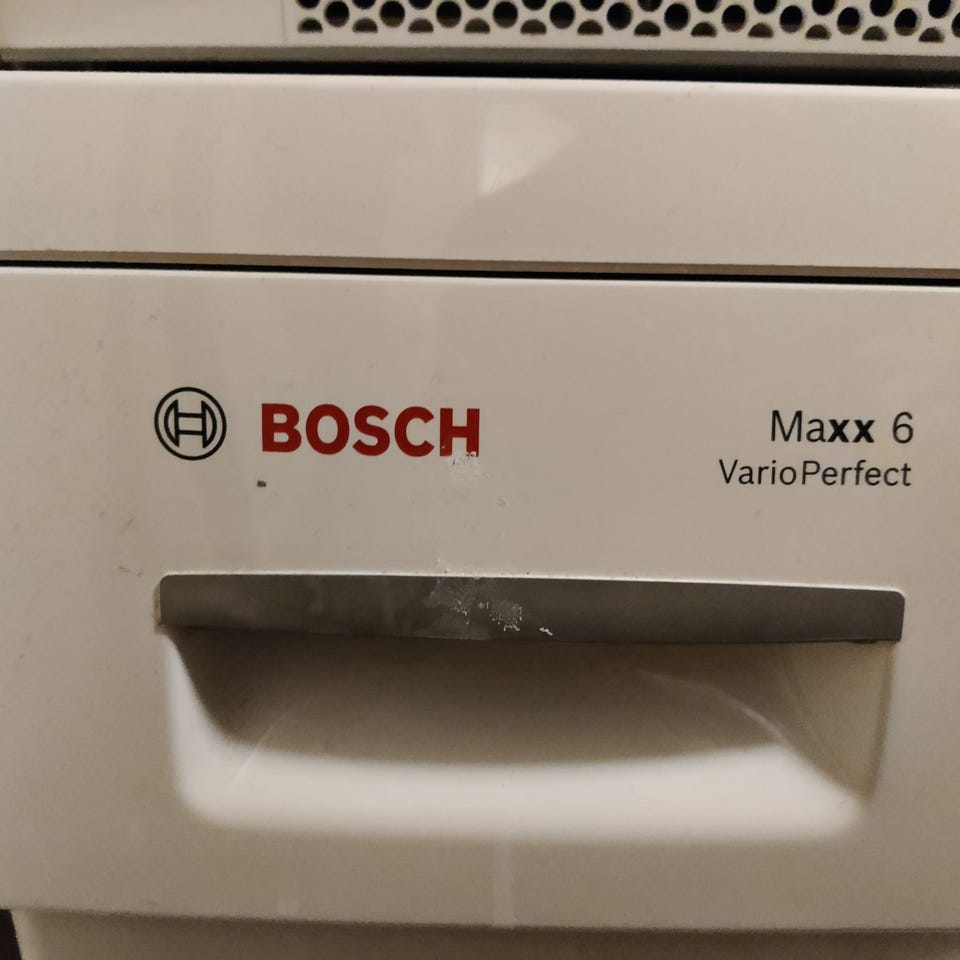 BOSCH
Maxx 6
VarioPerfect